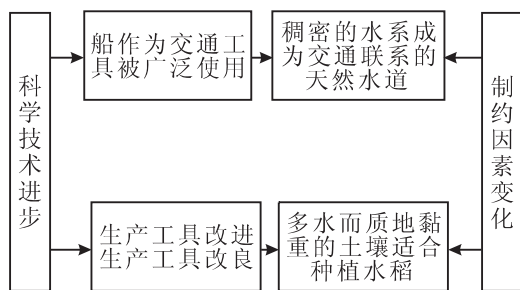 科学技术进步
船作为交通工
具被广泛使用
稠密的水系成
为交通联系的
天然水道
制约因素变化
生产工具改进
生产工具改良
多水而质地黏
重的土壤适合
种植水稻